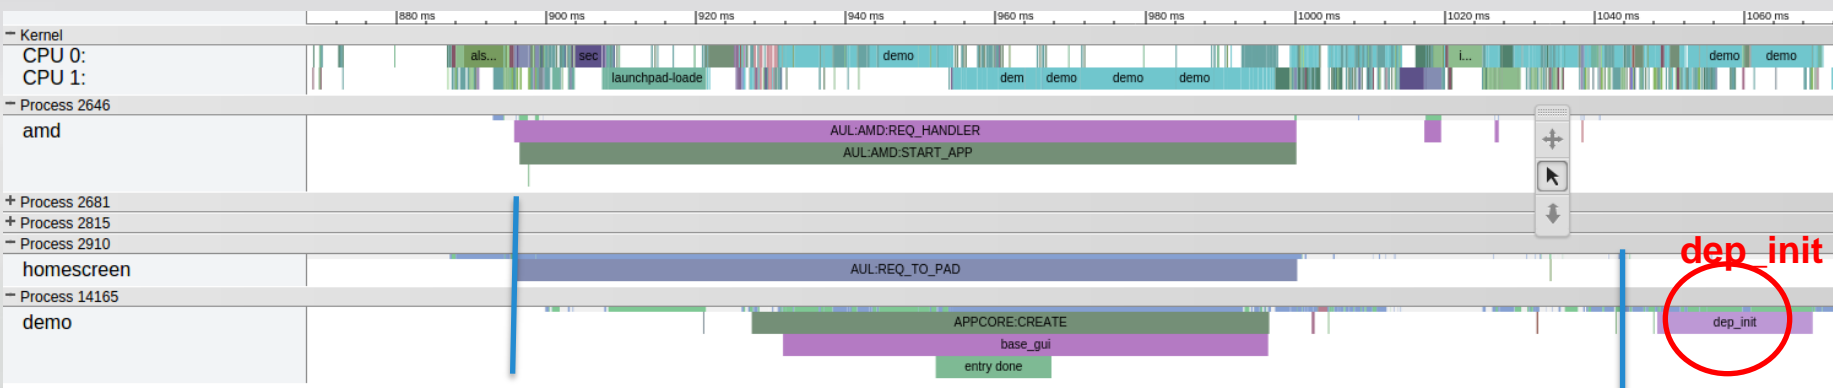 880 ms 900 ms 920 ms 940 ms 960 ms 980 ms 1000 ms 1020 ms 1040 ms 1060 ms
Kernel
CPU 0: als... sec demo i... demo demo
CPU 1: launchpad-loade dem demo demo demo
Process 2646
amd AUL:AMD:REQ_HANDLER
AUL:AMD:START_APP
Process 2681
Process 2815
Process 2910
dep_init
homescreen AUL:REQ_TO_PAD
Process 14165
demo APPCORE:CREATE dep_init
base_gui
entry done